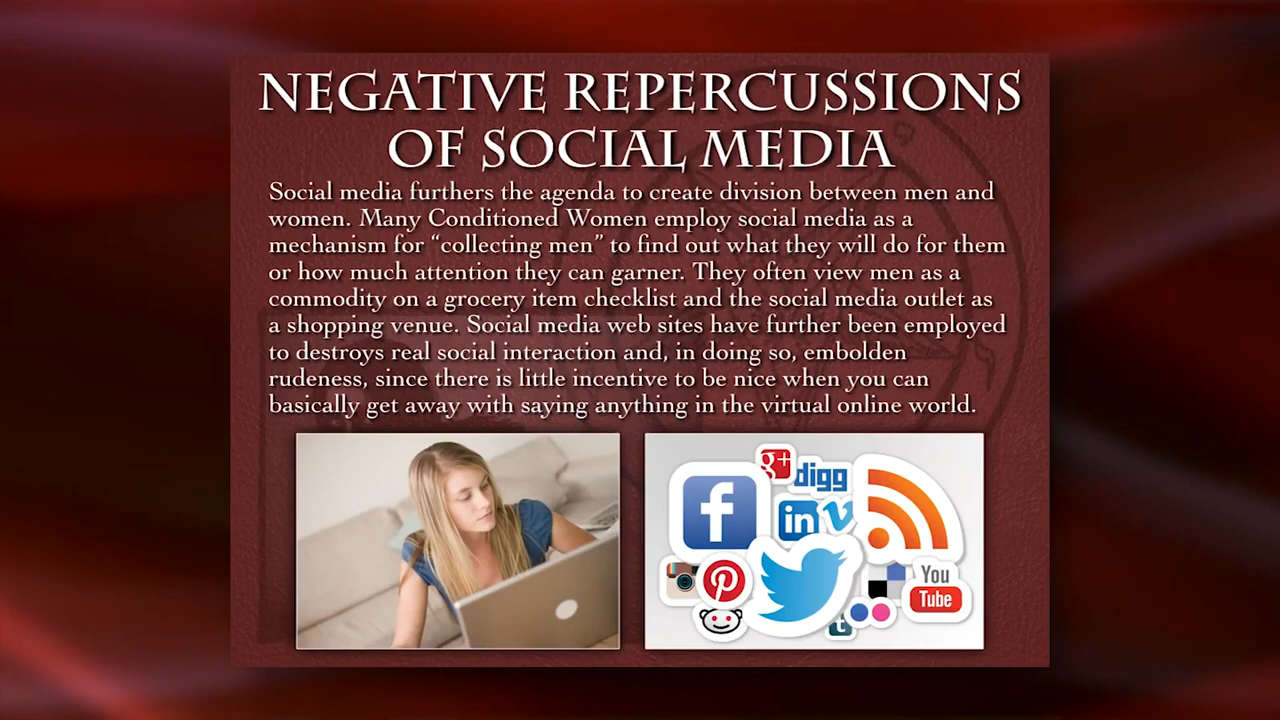 NEGATIVE REPERCUSSIONS
OF SOCIAL MEDIA
Social media furthers the agenda to create division between men and
women. Many Conditioned Women employ social media as a
mechanism for “collecting men” to find out what they will do for them
or how much attention they can garner. They often view men as a
commodity on a grocery item checklist and the social media outlet as
a shopping venue. Social media web sites have further been employed
to destroys real social interaction and, in doing so, embolden
rudeness, since there is little incentive to be nice when you can
basically get away with saying anything in the virtual online world.
g+
digg
f
in
v
You
Tube
t